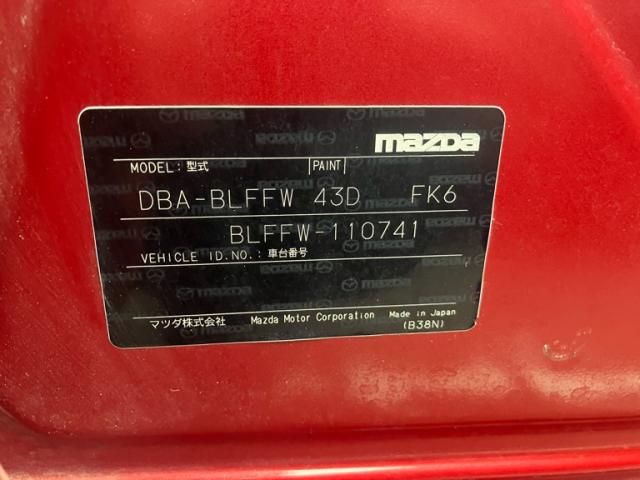 mazda
MODEL:型式 PAINT
DBA-BLFFW 43D FK6
BLFFW-110741
VEHICLE ID.NO.:車台番号
マツダ株式会社 Mazda Motor Corporation Made in Japan
(B38N)